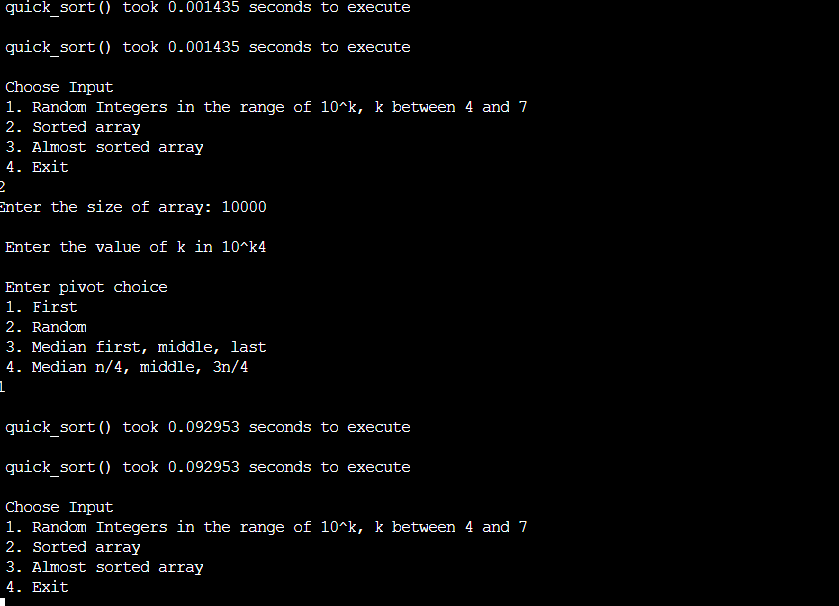 quick_sort() took 0.001435 seconds to execute
quick_sort() took 0.001435 seconds to execute
Choose Input
1. Random Integers in the range of 10^k, k between 4 and 7
2. Sorted array
3. Almost sorted array
4. Exit
2
Enter the size of array: 10000
Enter the value of k in 10^k4
Enter pivot choice
1. First
2. Random
3. Median first, middle, last
4. Median n/4, middle, 3n/4
1
quick_sort() took 0.092953 seconds to execute
quick_sort() took 0.092953 seconds to execute
Choose Input
1. Random Integers in the range of 10^k, k between 4 and 7
2. Sorted array
3. Almost sorted array
4. Exit